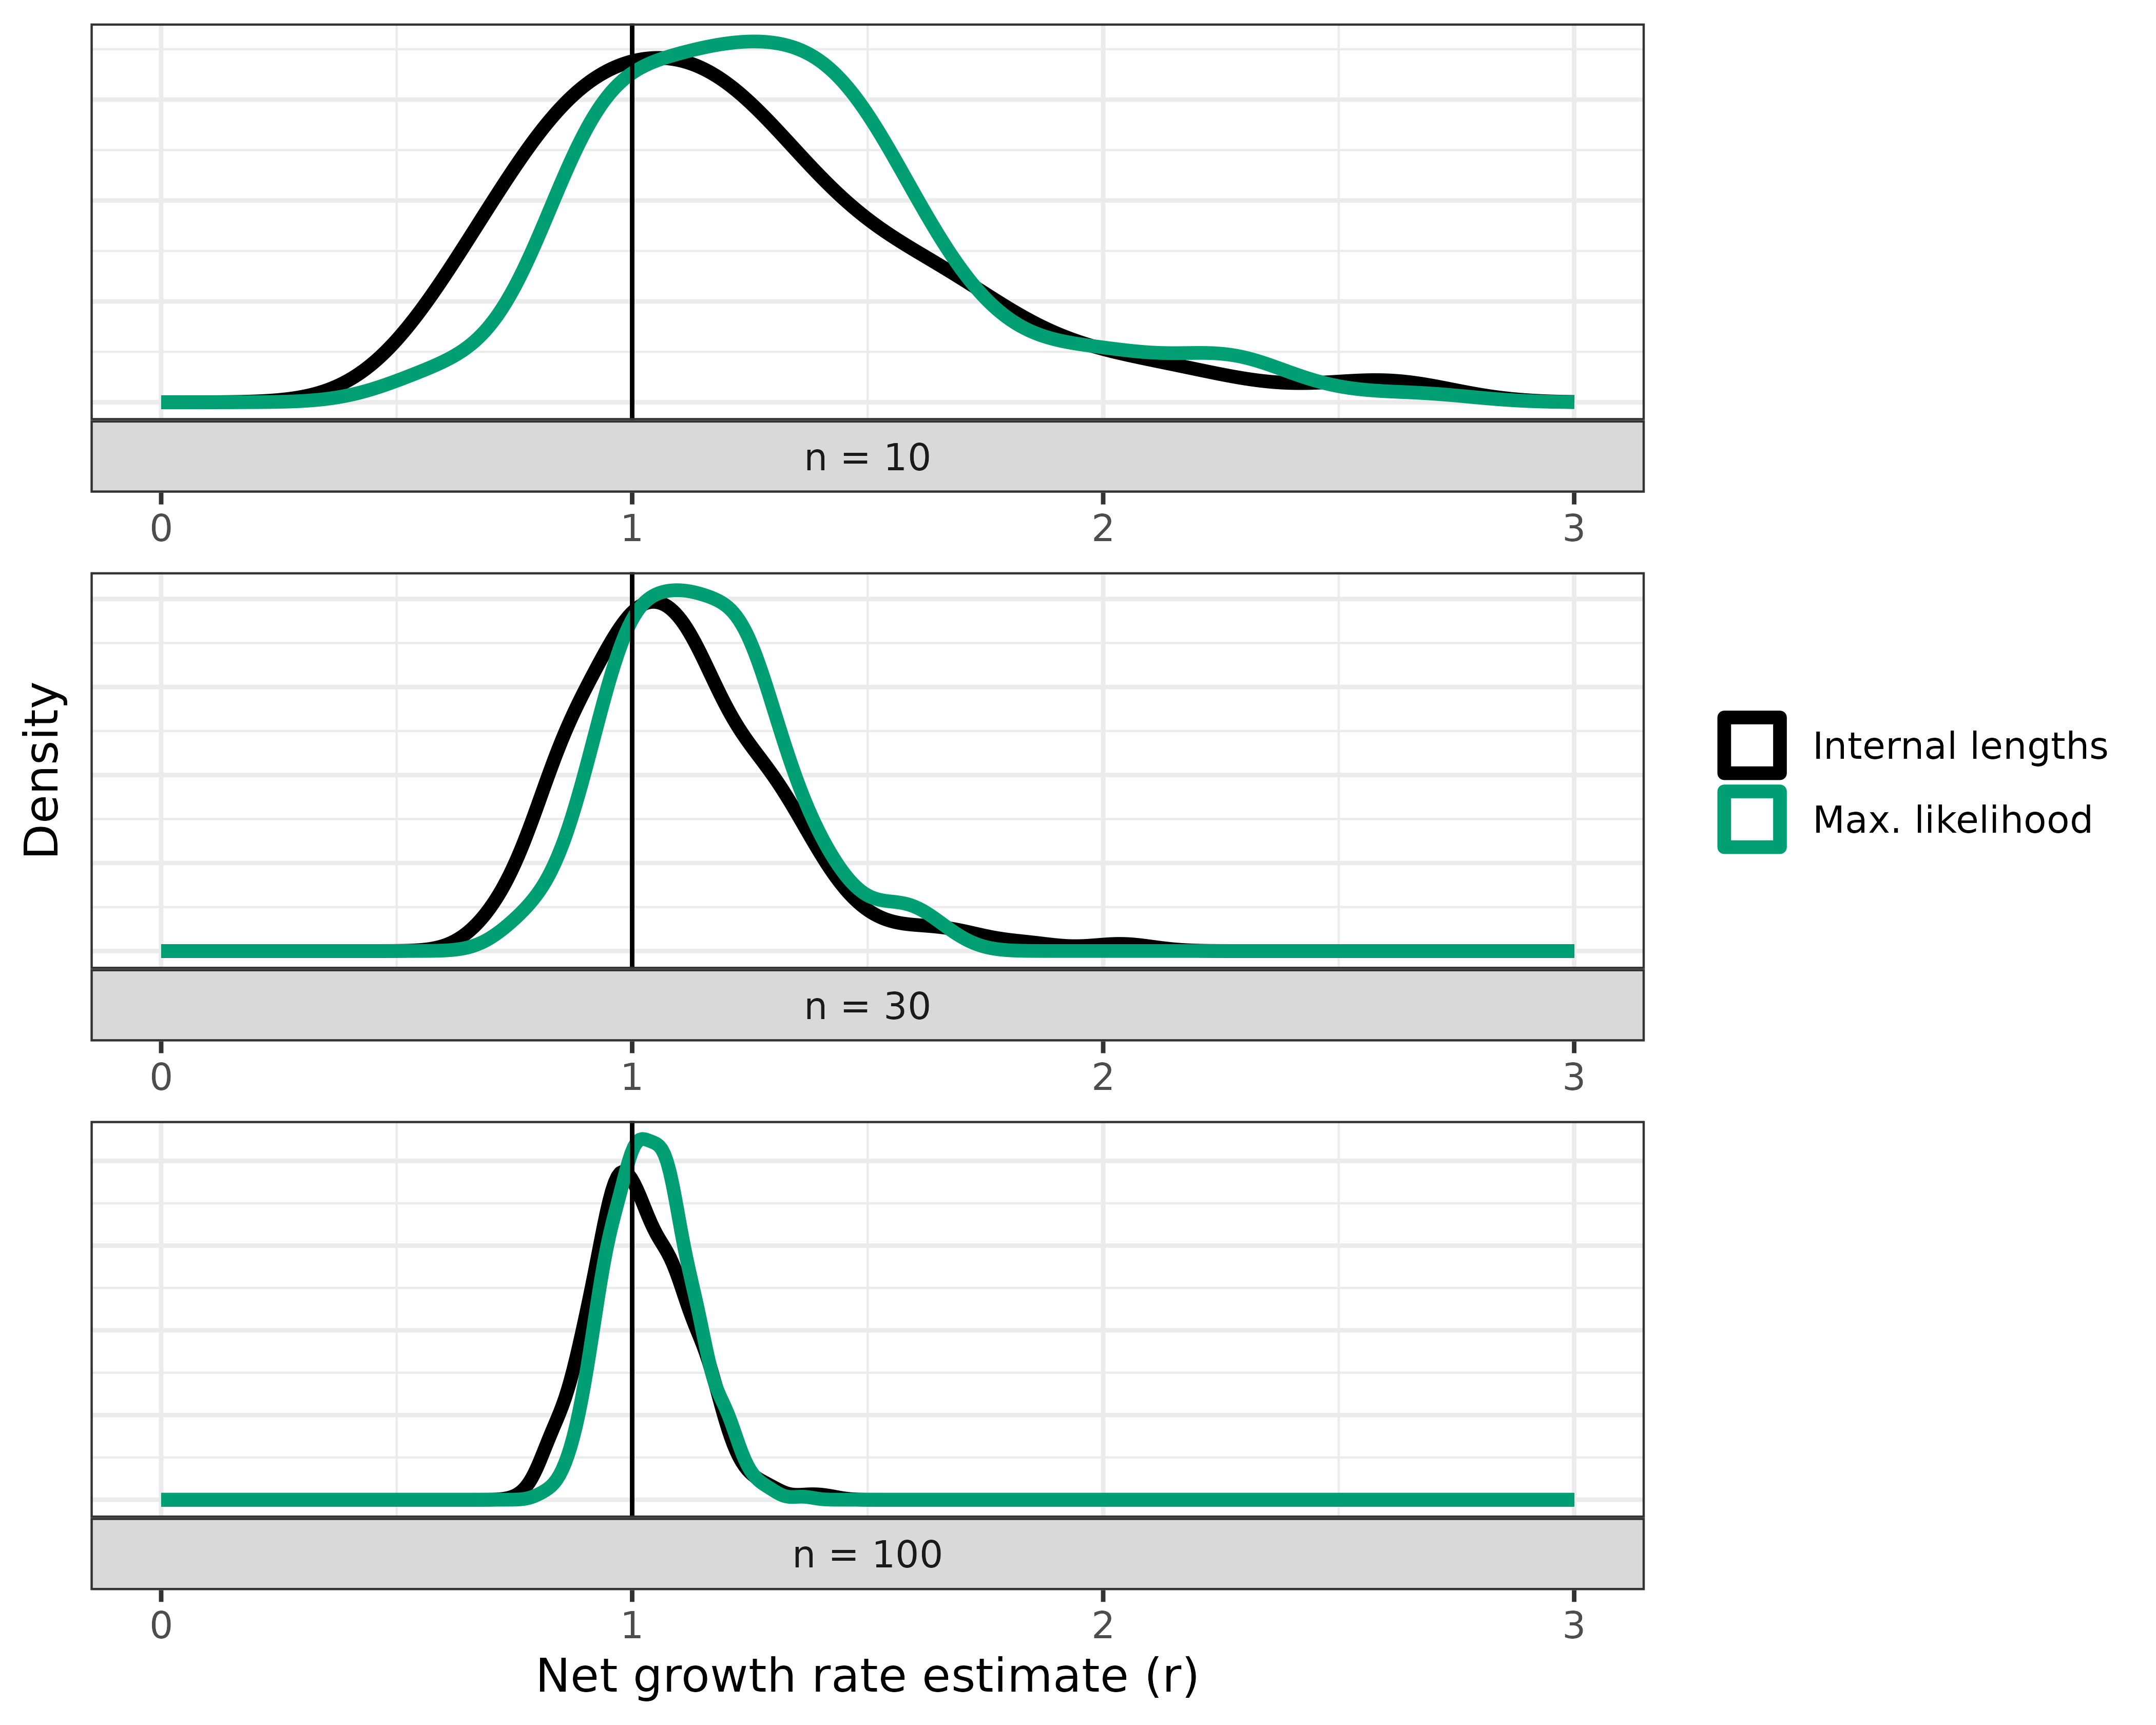 n = 10
0 1 2 3
n = 30
0 1 2 3
n = 100
0 1 2 3
Net growth rate estimate (r)
Density
Internal lengths
Max. likelihood